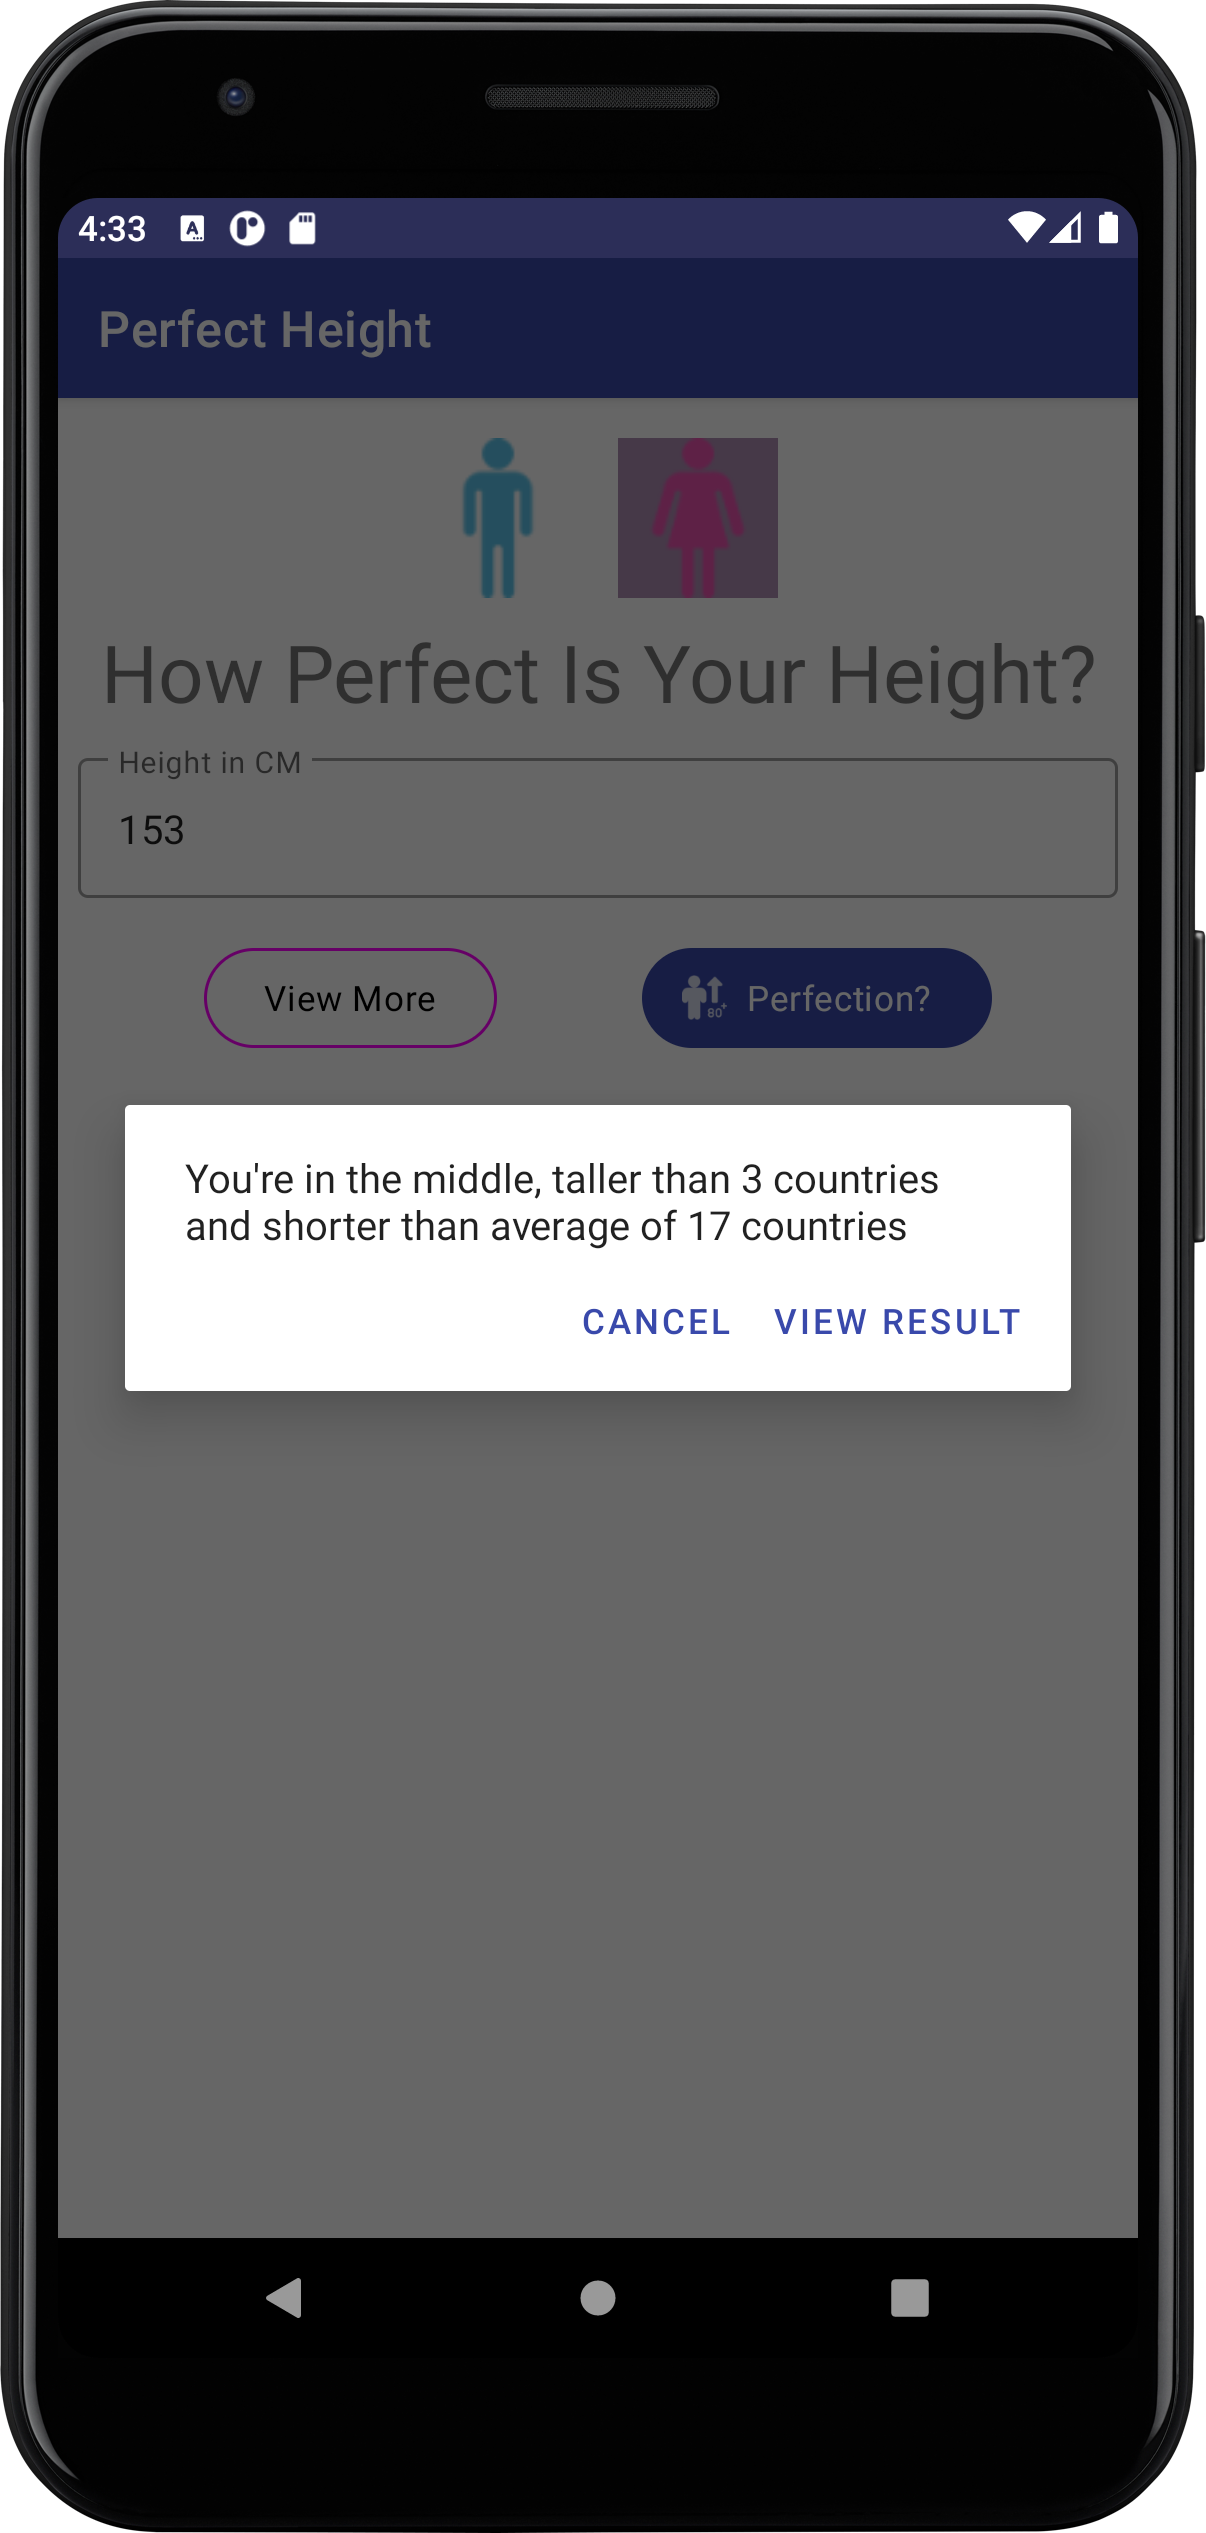 4:33
Perfect Height
How Perfect Is Your Height?
Height in CM
153
View More
80+ Perfection?
You're in the middle, taller than 3 countries
and shorter than average of 17 countries
CANCEL VIEW RESULT